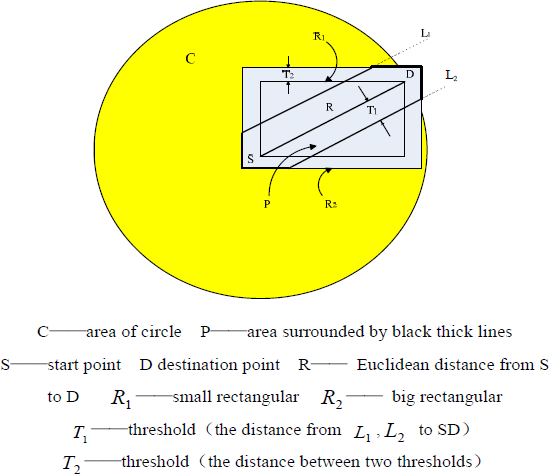 C
R₁
L₁
T₂
D
L₂
R
T₁
S
P
R₂
C——area of circle P——area surrounded by black thick lines
S——start point D destination point R—— Euclidean distance from S
to D R₁——small rectangular R₂—— big rectangular
T₁——threshold（the distance from L₁ , L₂ to SD）
T₂——threshold（the distance between two thresholds）